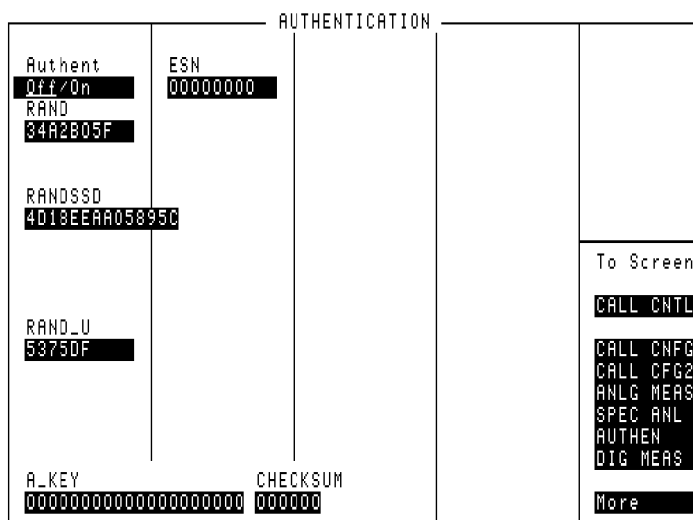 AUTHENTICATION
Authent
Off/On
RAND
34A2B05F
RANDSSD
4D18EEAA05895C
RAND_U
5375DF
A_KEY
00000000000000000000
ESN
00000000
CHECKSUM
000000
To Screen
CALL CNTL
CALL CNFG
CALL CFG2
ANLG MEAS
SPEC ANL
AUTHEN
DIG MEAS
More